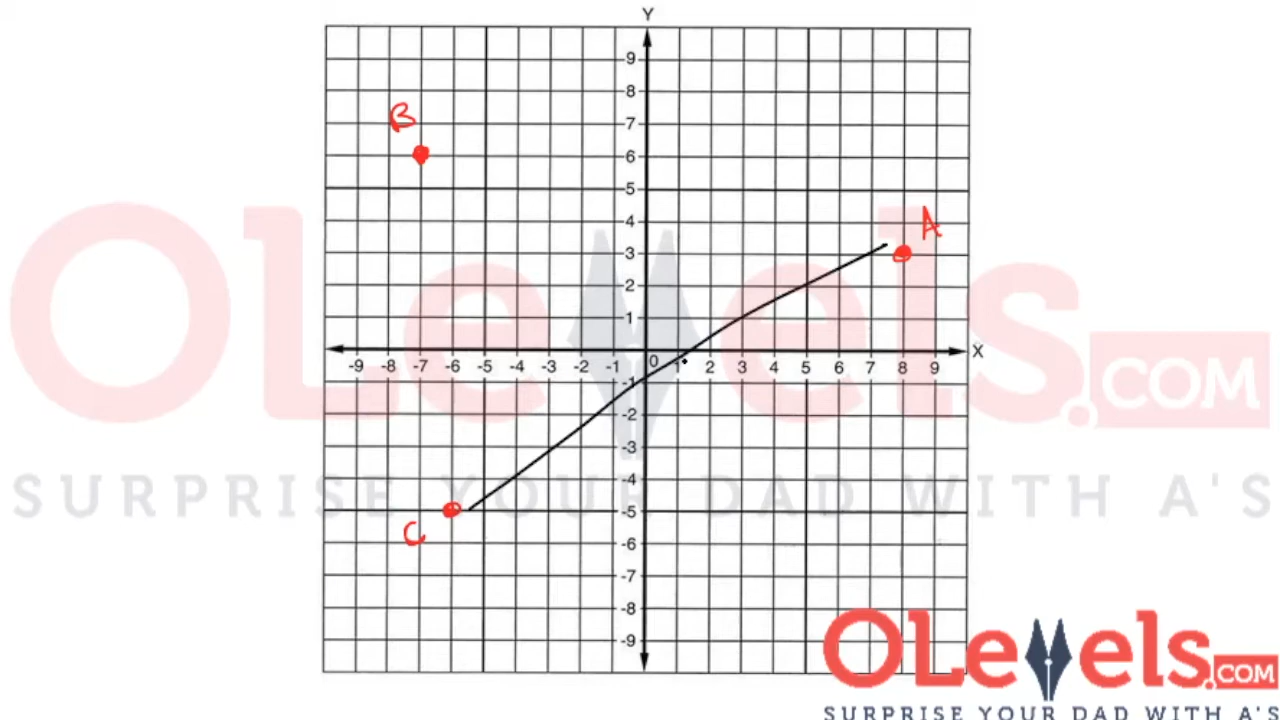 Y
9
8
B
7
6
5
4
A
3
2
1
-9 -8 -7 -6 -5 -4 -3 -2 -1 0 1 2 3 4 5 6 7 8 9 X
-1
-2
-3
-4
-5
C
-6
-7
-8
-9
OLevels.COM
SURPRISE YOUR DAD WITH A'S
OLevels.COM
SURPRISE YOUR DAD WITH A'S